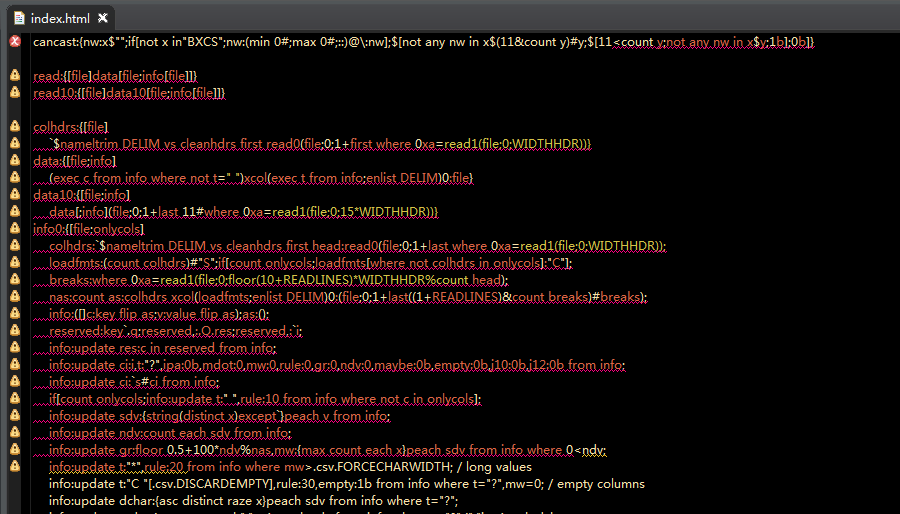 index.html
cancast:{nw:x$"";if[not x in"BXCS";nw:(min 0#;max 0#;::)@\:nw];$[not any nw in x$(11&count y)#y;$[11<count y;not any nw in x$y;1b];0b]}
read:{[file]data[file;info[file]]}
read10:{[file]data10[file;info[file]]}
colhdrs:{[file]
`$nameltrim DELIM vs cleanhdrs first read0(file;0;1+first where 0xa=read1(file;0;WIDTHHDR))}
data:{[file;info]
(exec c from info where not t=" ")xcol(exec t from info;enlist DELIM)0:file}
data10:{[file;info]
data[;info](file;0;1+last 11#where 0xa=read1(file;0;15*WIDTHHDR))}
info0:{[file;onlycols]
colhdrs:`$nameltrim DELIM vs cleanhdrs first head:read0(file;0;1+last where 0xa=read1(file;0;WIDTHHDR));
loadfmts:(count colhdrs)#"S";if[count onlycols;loadfmts[where not colhdrs in onlycols]:"C"];
breaks:where 0xa=read1(file;0;floor(10+READLINES)*WIDTHHDR%count head);
nas:count as:colhdrs xcol(loadfmts;enlist DELIM)0:(file;0;1+last((1+READLINES)&count breaks)#breaks);
info:([]c:key flip as;v:value flip as);as:();
reserved:key`.q;reserved,:.Q.res;reserved,:`i;
info:update res:c in reserved from info;
info:update ci:i,t:"?",ipa:0b,mdot:0,mw:0,rule:0,gr:0,ndv:0,maybe:0b,empty:0b,j10:0b,j12:0b from info;
info:update ci:`s#ci from info;
if[count onlycols;info:update t:" ",rule:10 from info where not c in onlycols];
info:update sdv:{string(distinct x)except`}peach v from info;
info:update ndv:count each sdv from info;
info:update gr:floor 0.5+100*ndv%nas,mw:{max count each x}peach sdv from info where 0<ndv;
info:update t:"*",rule:20 from info where mw>.csv.FORCECHARWIDTH; / long values
info:update t:"C "[.csv.DISCARDEMPTY],rule:30,empty:1b from info where t="?",mw=0; / empty columns
info:update dchar:{asc distinct raze x}peach sdv from info where t="?";